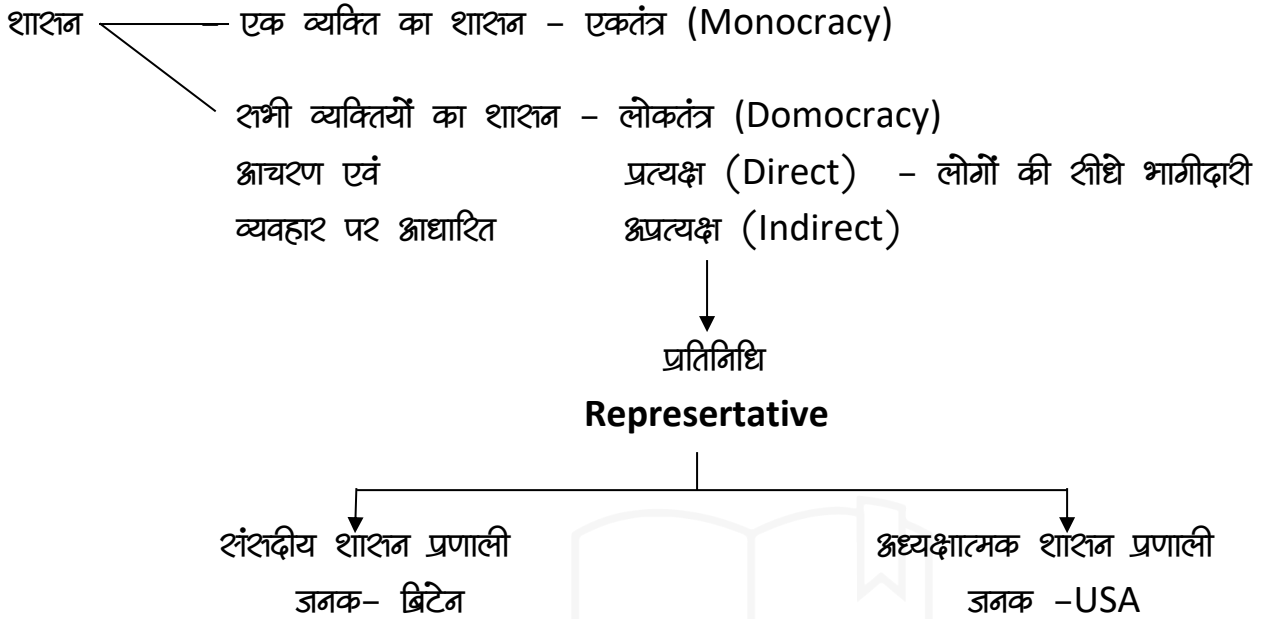 शासन – एक व्यक्ति का शासन – एकतंत्र (Monocracy)
सभी व्यक्तियों का शासन – लोकतंत्र (Domocracy)
आचरण एवं प्रत्यक्ष (Direct) – लोगों की सीधे भागीदारी
व्यवहार पर आधारित अप्रत्यक्ष (Indirect)
प्रतिनिधि
Represertative
संसदीय शासन प्रणाली अध्यक्षात्मक शासन प्रणाली
जनक– ब्रिटेन जनक –USA